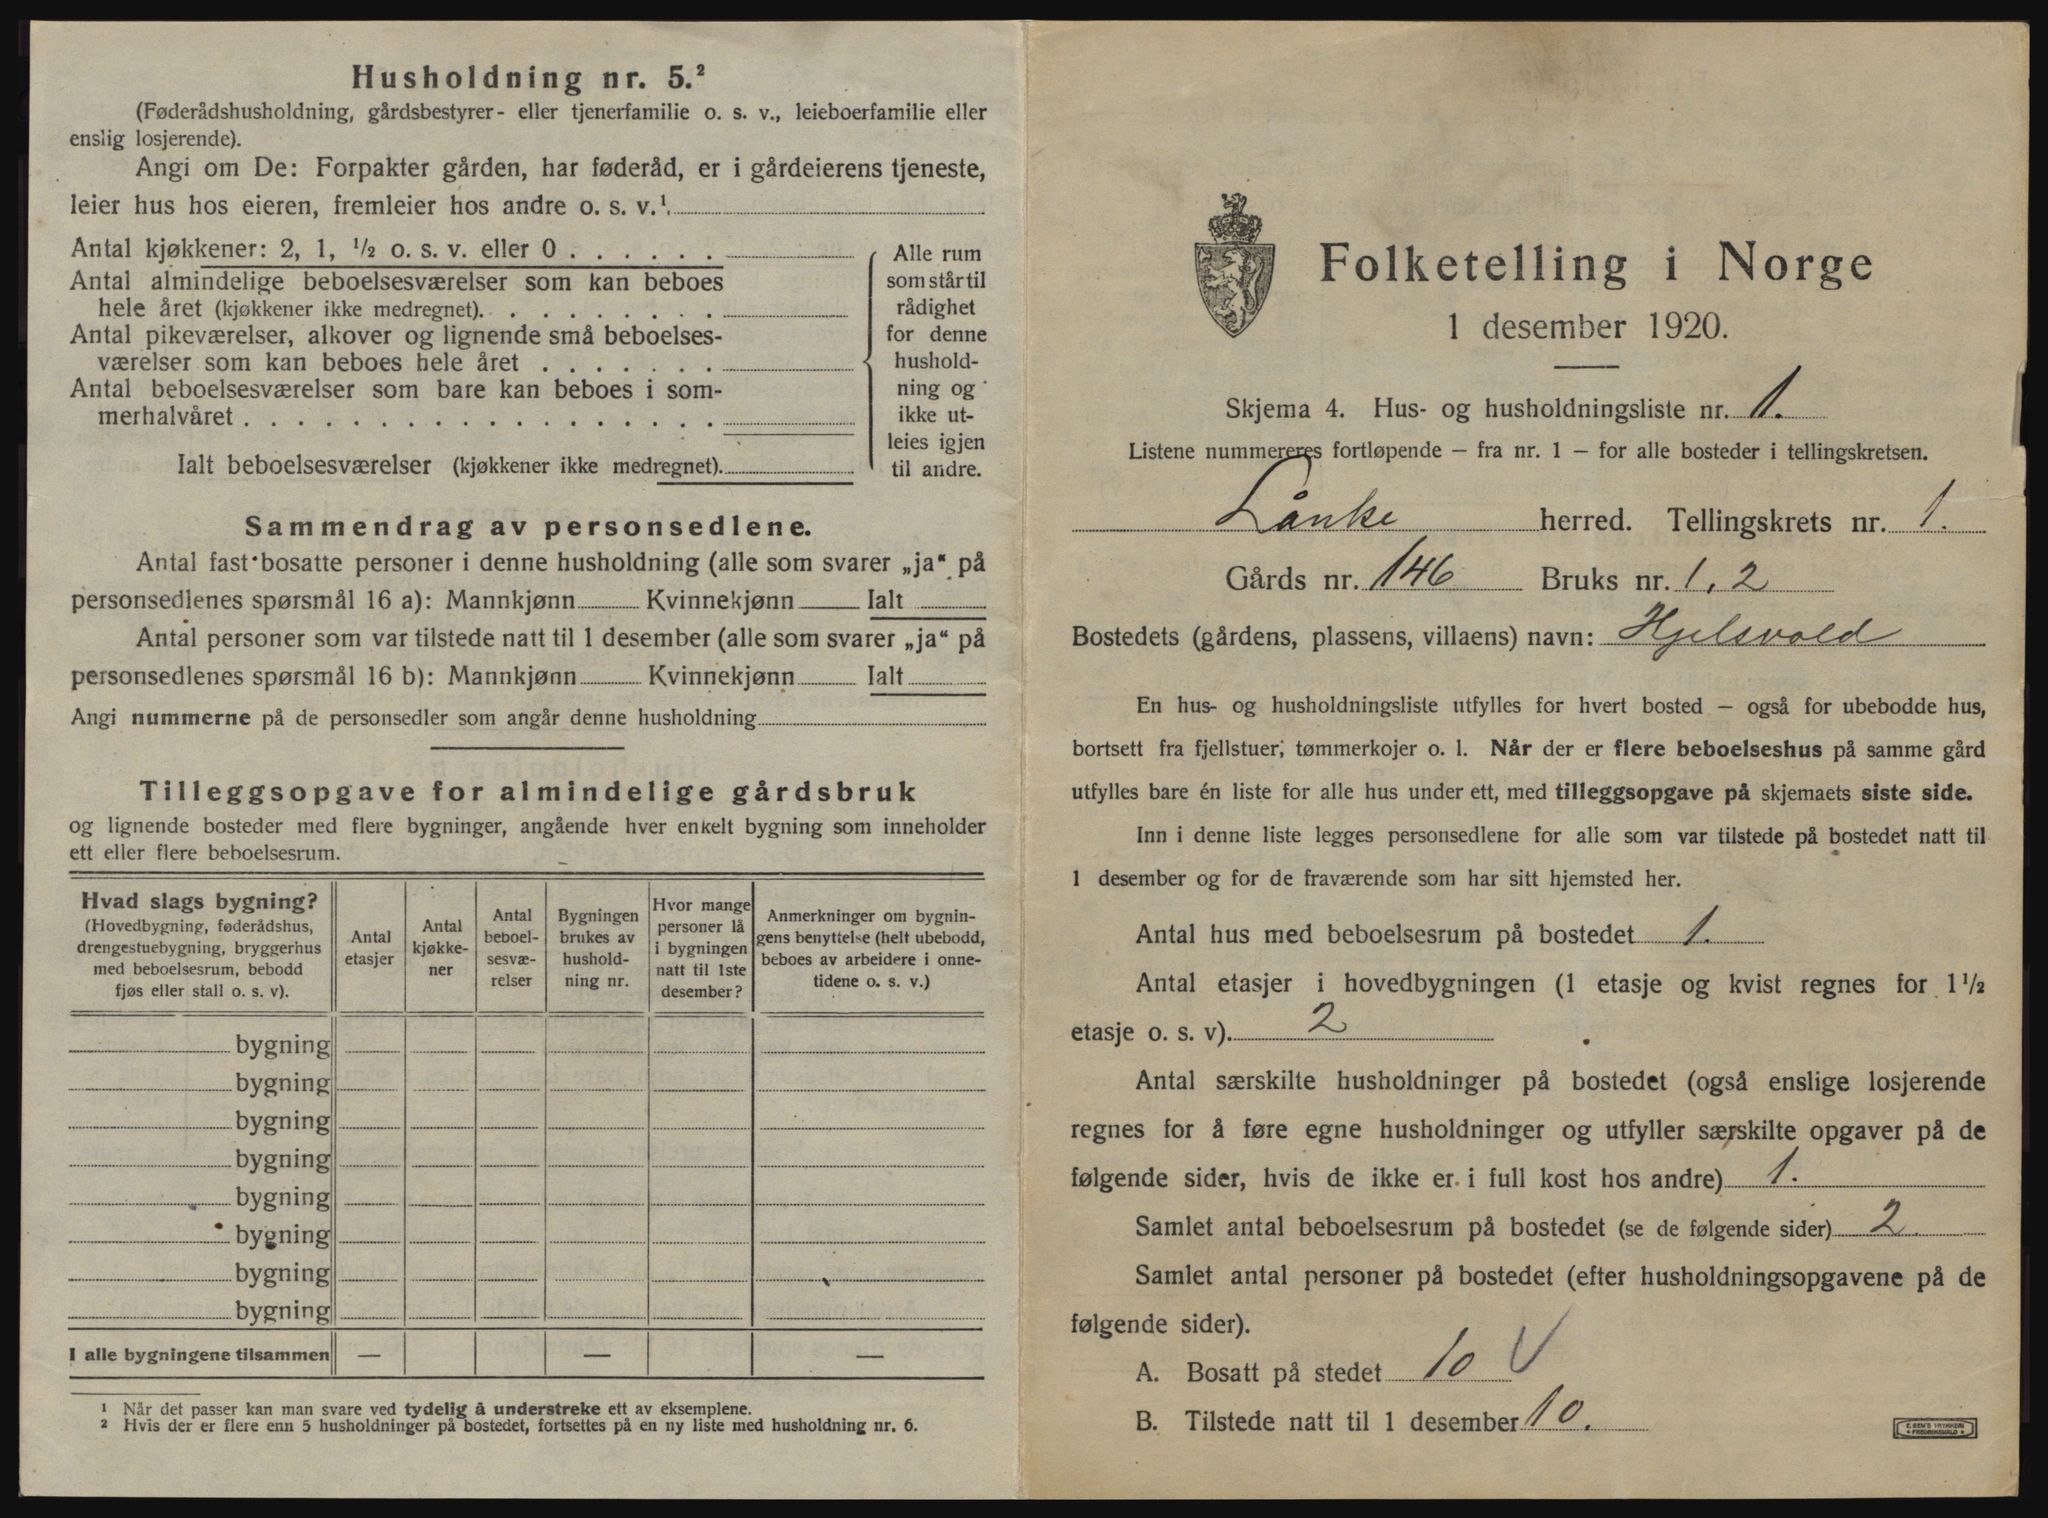 Husholdning nr. 5.²
(Føderådshusholdning, gårdsbestyrer- eller tjenerfamilie o. s. v., leieboerfamilie eller
enslig losjerende).
Angi om De: Forpakter gården, har føderåd, er i gårdeierens tjeneste,
leier hus hos eieren, fremleier hos andre o. s. v.¹.
Antal kjøkkener: 2, 1, ½ o. s. v. eller 0 . . . . . .
Antal almindelige beboelsesværelser som kan beboes
hele året (kjøkkener ikke medregnet). . . . . . . . . .
Antal pikeværelser, alkover og lignende små beboelses-
værelser som kan beboes hele året . . . . . . .
Antal beboelsesværelser som bare kan beboes i som-
merhalvåret . . . . . . . . . . . . . . . . . .
Ialt beboelsesværelser (kjøkkener ikke medregnet).
Alle rum
som står til
rådighet
for denne
hushold-
ning og
ikke ut-
leies igjen
til andre.
Sammendrag av personsedlene.
Antal fast bosatte personer i denne husholdning (alle som svarer „ja“ på
personsedlenes spørsmål 16 a): Mannkjønn Kvinnekjønn Ialt
Antal personer som var tilstede natt til 1 desember (alle som svarer „ja“ på
personsedlenes spørsmål 16 b): Mannkjønn Kvinnekjønn Ialt
Angi nummerne på de personsedler som angår denne husholdning
Tilleggsopgave for almindelige gårdsbruk
og lignende bosteder med flere bygninger, angående hver enkelt bygning som inneholder
ett eller flere beboelsesrum.
Hvad slags bygning?
(Hovedbygning, føderådshus,
drengestuebygning, bryggerhus
med beboelsesrum, bebodd
fjøs eller stall o. s. v).
Antal
etasjer
Antal
kjøkke-
ner
Antal
beboel-
sesvæ-
relser
Bygningen
brukes av
hushold-
ning nr.
Hvor mange
personer lå
i bygningen
natt til 1ste
desember?
Anmerkninger om bygnin-
gens benyttelse (helt ubebodd,
beboes av arbeidere i onne-
tidene o. s. v.)
bygning
bygning
bygning
bygning
bygning
bygning
bygning
bygning
I alle bygningene tilsammen — — —
¹ Når det passer kan man svare ved tydelig å understreke ett av eksemplene.
² Hvis der er flere enn 5 husholdninger på bostedet, fortsettes på en ny liste med husholdning nr. 6.
Folketelling i Norge
1 desember 1920.
Skjema 4. Hus- og husholdningsliste nr. 1.
Listene nummereres fortløpende – fra nr. 1 – for alle bosteder i tellingskretsen.
Lånke herred. Tellingskrets nr. 1.
Gårds nr. 146 Bruks nr. 1, 2
Bostedets (gårdens, plassens, villaens) navn: Hjelsvold
En hus- og husholdningsliste utfylles for hvert bosted – også for ubebodde hus,
bortsett fra fjellstuer, tømmerkojer o. l. Når der er flere beboelseshus på samme gård
utfylles bare én liste for alle hus under ett, med tilleggsopgave på skjemaets siste side.
Inn i denne liste legges personsedlene for alle som var tilstede på bostedet natt til
1 desember og for de fraværende som har sitt hjemsted her.
Antal hus med beboelsesrum på bostedet 1.
Antal etasjer i hovedbygningen (1 etasje og kvist regnes for 1½
etasje o. s. v). 2
Antal særskilte husholdninger på bostedet (også enslige losjerende
regnes for å føre egne husholdninger og utfyller særskilte opgaver på de
følgende sider, hvis de ikke er i full kost hos andre) 1.
Samlet antal beboelsesrum på bostedet (se de følgende sider) 2
Samlet antal personer på bostedet (efter husholdningsopgavene på de
følgende sider).
A. Bosatt på stedet 10 V
B. Tilstede natt til 1 desember 10.